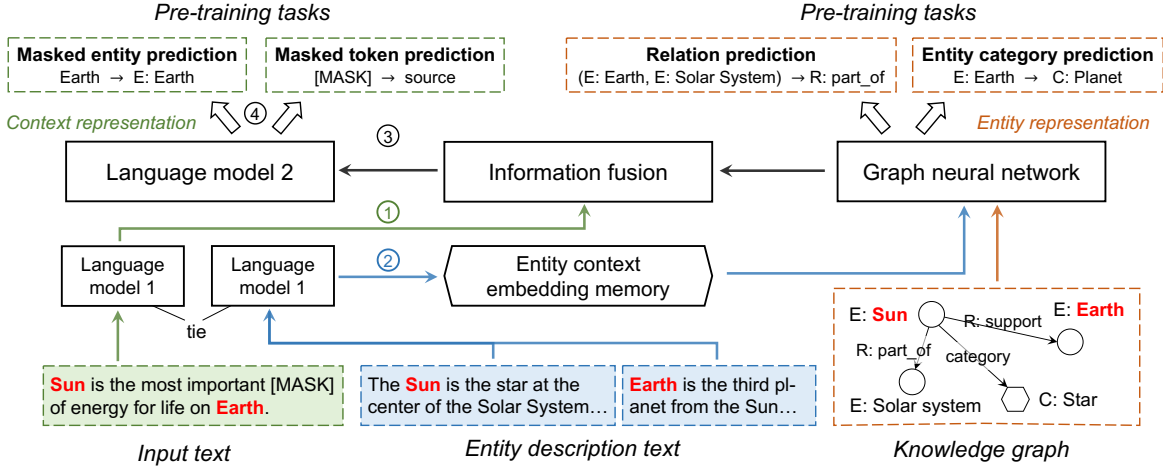 Pre-training tasks
Pre-training tasks
Masked entity prediction
Earth → E: Earth
Masked token prediction
[MASK] → source
Relation prediction
(E: Earth, E: Solar System) → R: part_of
Entity category prediction
E: Earth → C: Planet
④
Context representation
Entity representation
③
Language model 2
Information fusion
Graph neural network
①
Language
model 1
Language
model 1
②
Entity context
embedding memory
tie
E: Sun
E: Earth
R: support
R: part_of
category
E: Solar system
C: Star
Sun is the most important [MASK]
of energy for life on Earth.
The Sun is the star at the
center of the Solar System…
Earth is the third pl-
anet from the Sun…
Input text
Entity description text
Knowledge graph